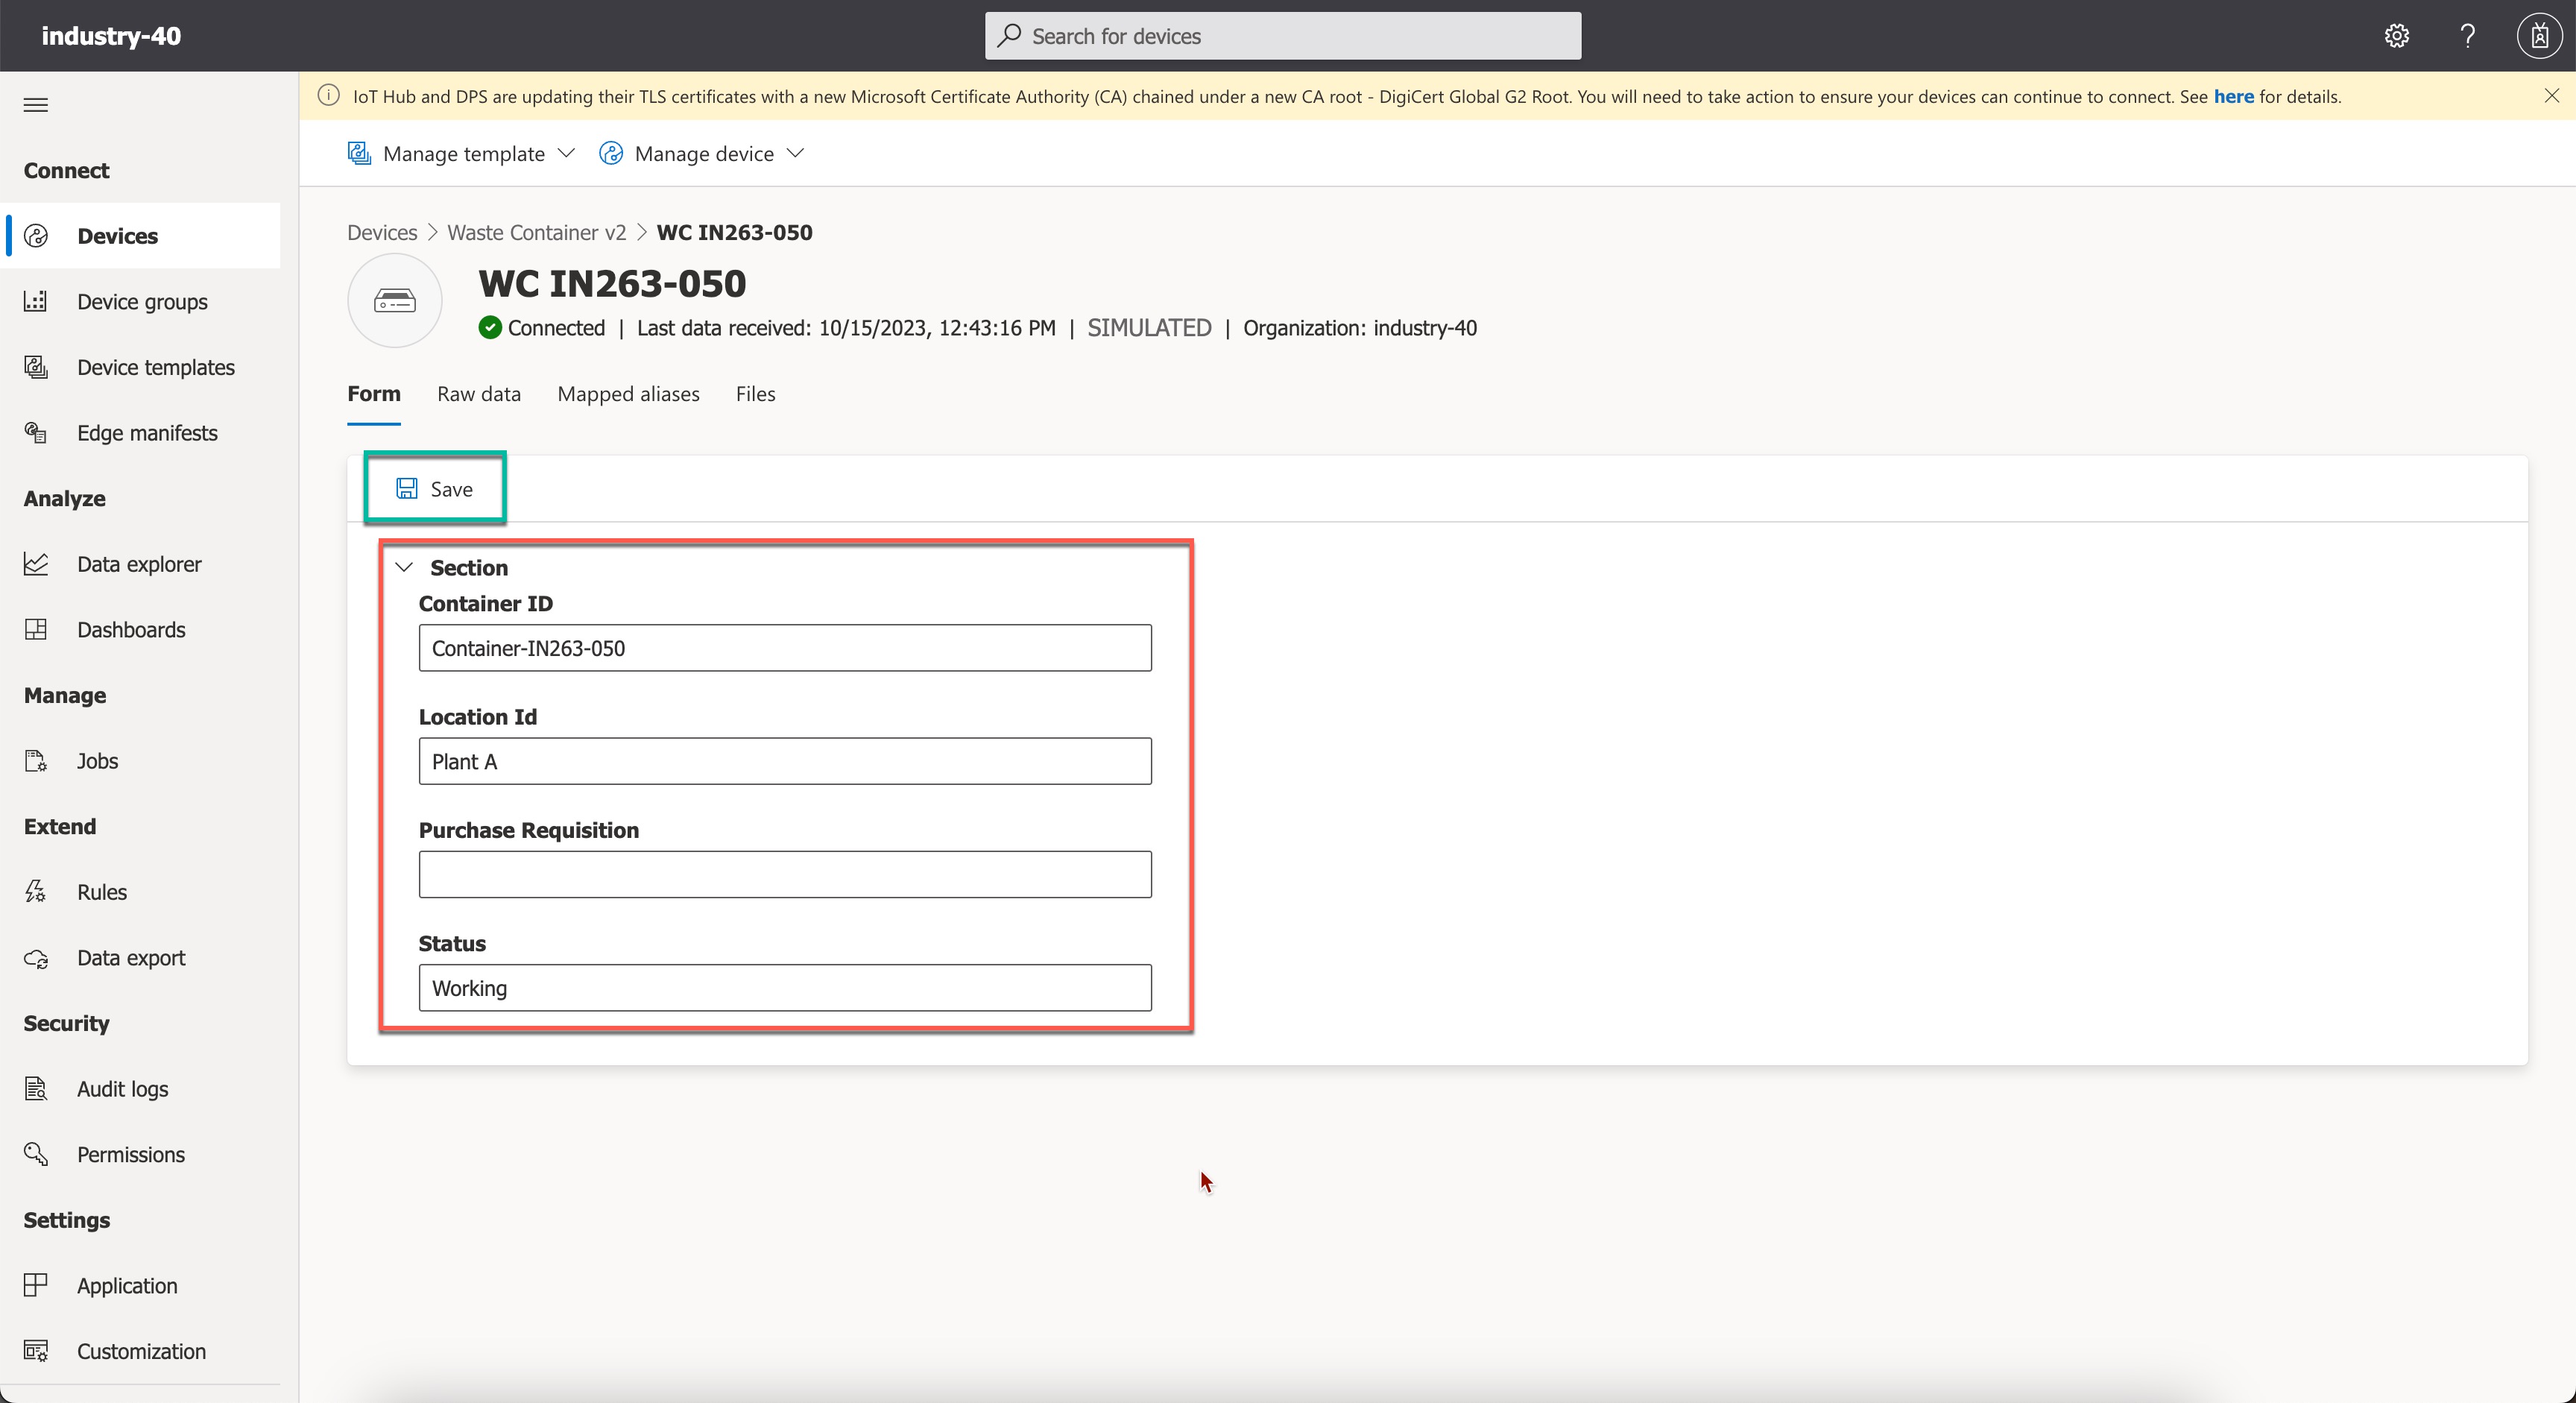 industry-40
Search for devices
IoT Hub and DPS are updating their TLS certificates with a new Microsoft Certificate Authority (CA) chained under a new CA root - DigiCert Global G2 Root. You will need to take action to ensure your devices can continue to connect. See here for details.
Connect
Devices
Device groups
Device templates
Edge manifests
Analyze
Data explorer
Dashboards
Manage
Jobs
Extend
Rules
Data export
Security
Audit logs
Permissions
Settings
Application
Customization
Manage template
Manage device
Devices > Waste Container v2 > WC IN263-050
WC IN263-050
Connected | Last data received: 10/15/2023, 12:43:16 PM | SIMULATED | Organization: industry-40
Form Raw data Mapped aliases Files
Save
Section
Container ID
Container-IN263-050
Location Id
Plant A
Purchase Requisition
Status
Working